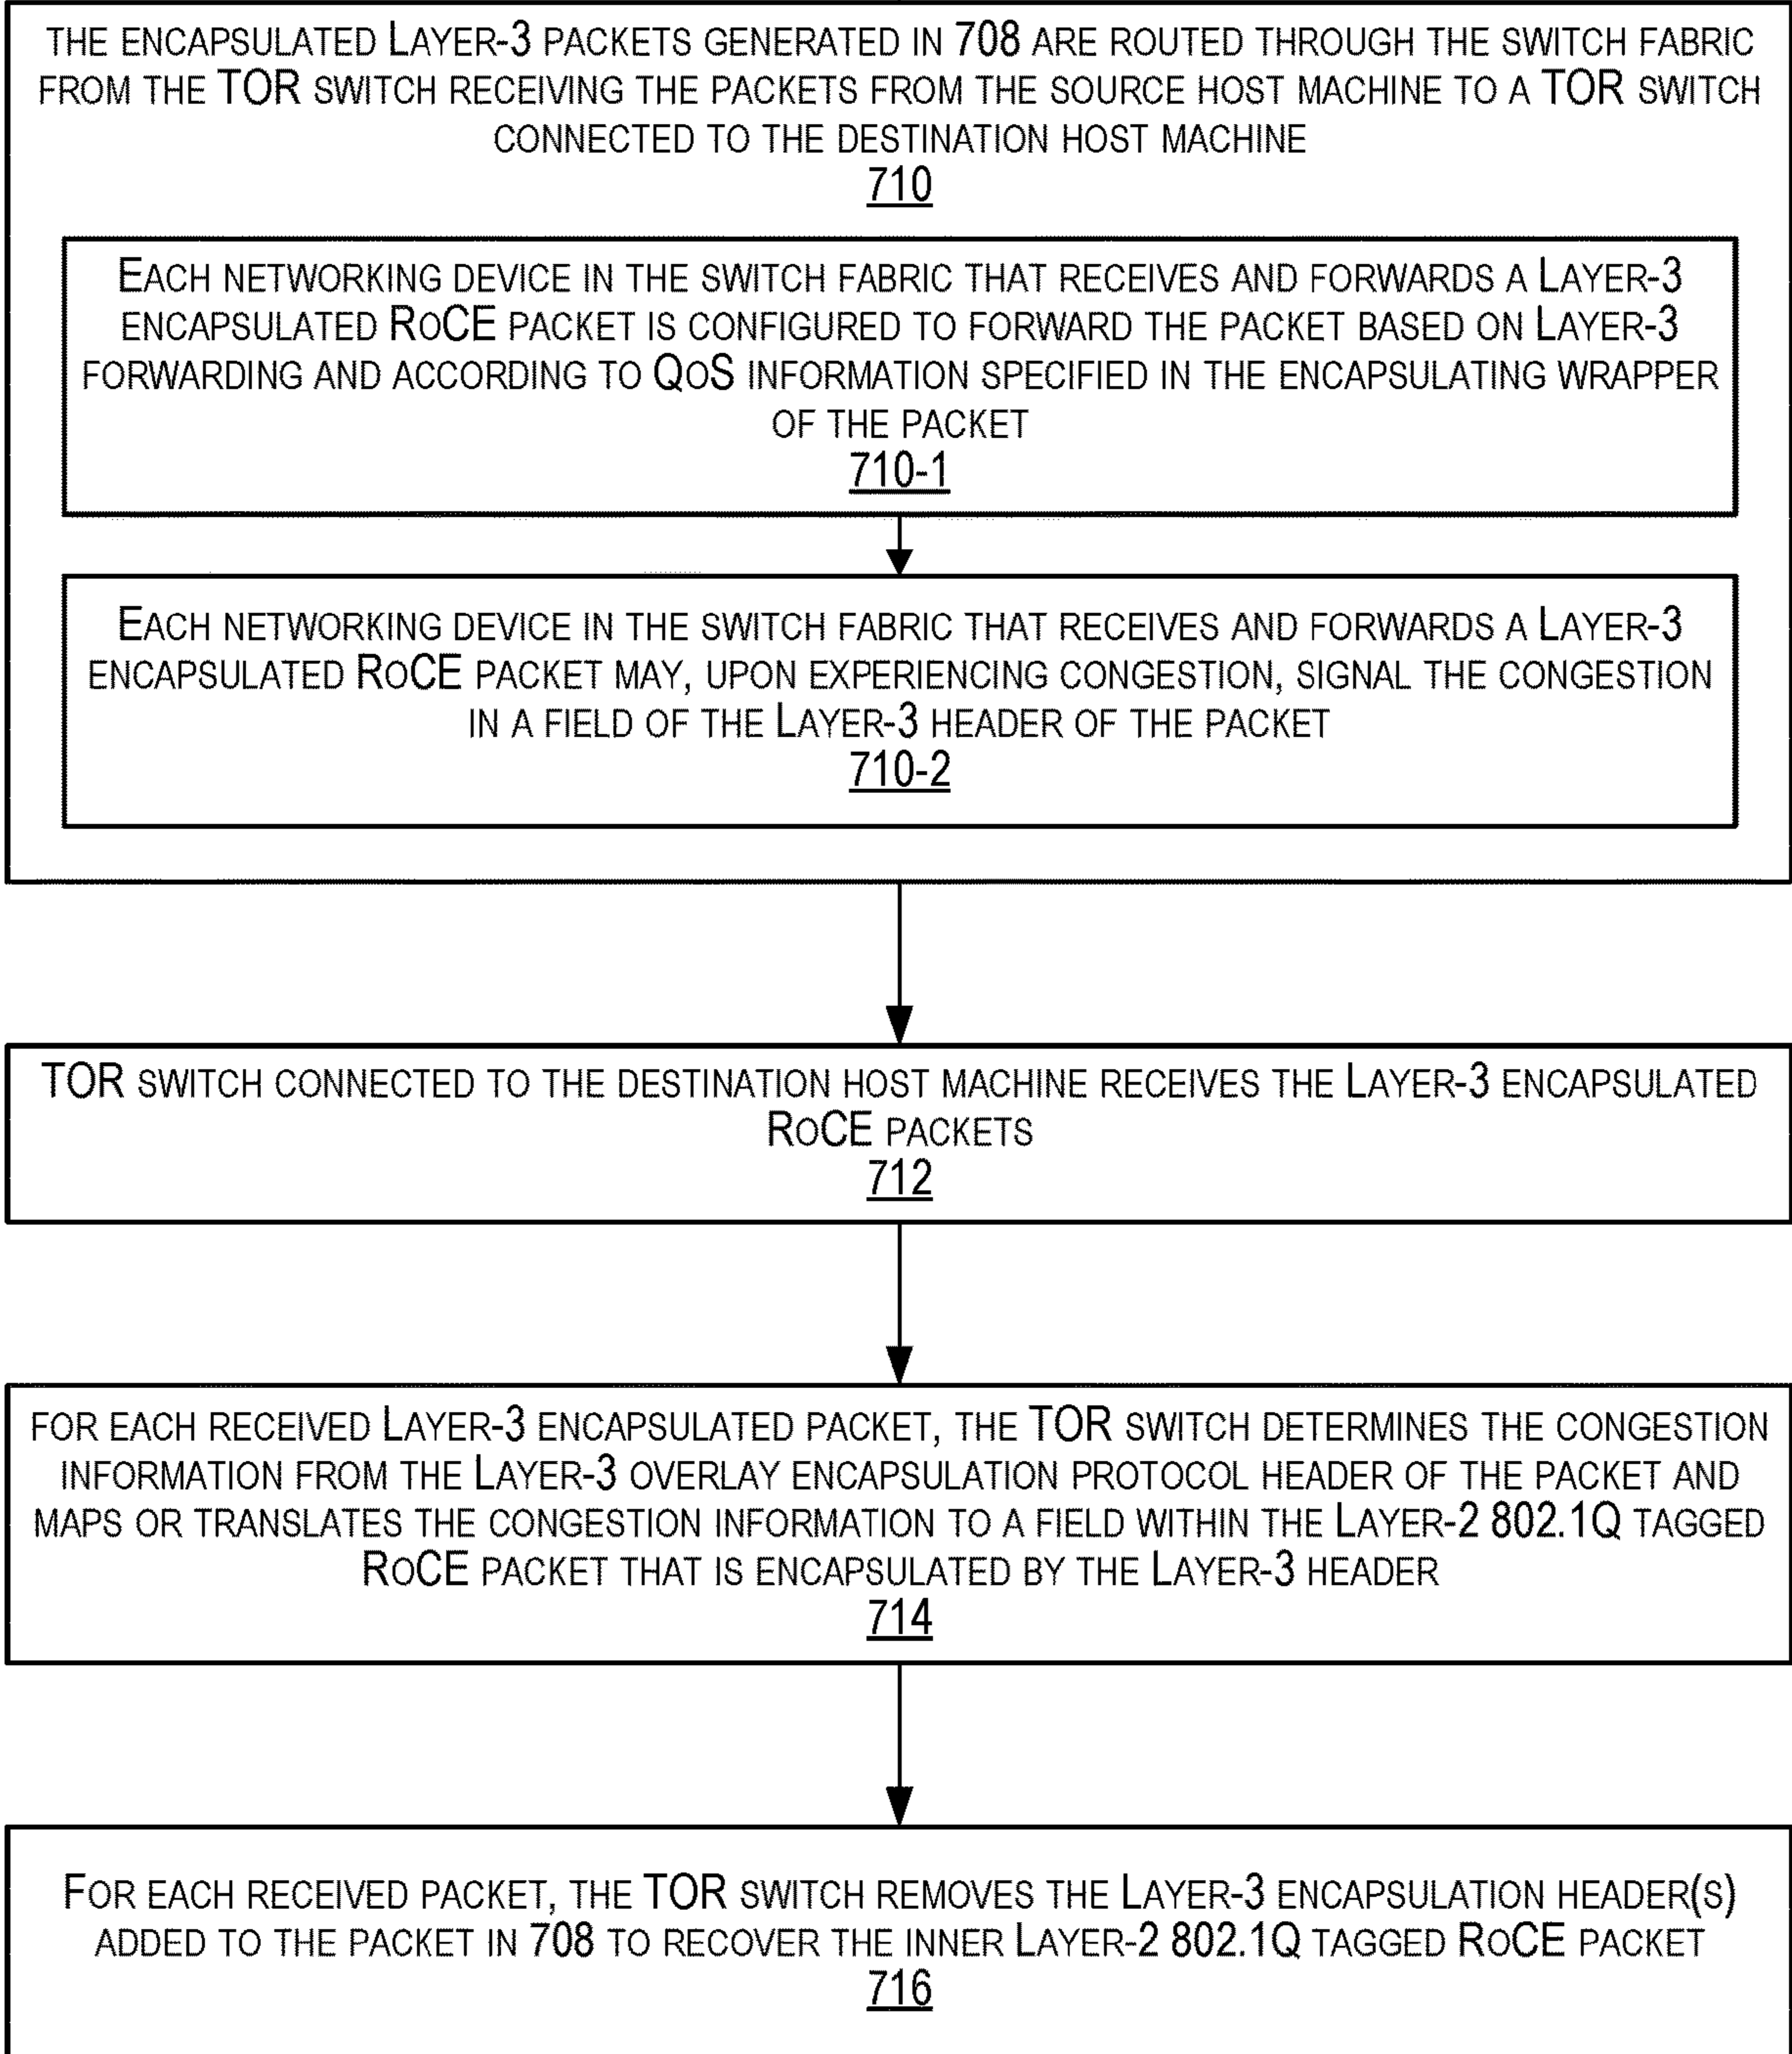 THE ENCAPSULATED LAYER-3 PACKETS GENERATED IN 708 ARE ROUTED THROUGH THE SWITCH FABRIC
FROM THE TOR SWITCH RECEIVING THE PACKETS FROM THE SOURCE HOST MACHINE TO A TOR SWITCH
CONNECTED TO THE DESTINATION HOST MACHINE
710
EACH NETWORKING DEVICE IN THE SWITCH FABRIC THAT RECEIVES AND FORWARDS A LAYER-3
ENCAPSULATED ROCE PACKET IS CONFIGURED TO FORWARD THE PACKET BASED ON LAYER-3
FORWARDING AND ACCORDING TO QOS INFORMATION SPECIFIED IN THE ENCAPSULATING WRAPPER
OF THE PACKET
710-1
EACH NETWORKING DEVICE IN THE SWITCH FABRIC THAT RECEIVES AND FORWARDS A LAYER-3
ENCAPSULATED ROCE PACKET MAY, UPON EXPERIENCING CONGESTION, SIGNAL THE CONGESTION
IN A FIELD OF THE LAYER-3 HEADER OF THE PACKET
710-2
TOR SWITCH CONNECTED TO THE DESTINATION HOST MACHINE RECEIVES THE LAYER-3 ENCAPSULATED
ROCE PACKETS
712
FOR EACH RECEIVED LAYER-3 ENCAPSULATED PACKET, THE TOR SWITCH DETERMINES THE CONGESTION
INFORMATION FROM THE LAYER-3 OVERLAY ENCAPSULATION PROTOCOL HEADER OF THE PACKET AND
MAPS OR TRANSLATES THE CONGESTION INFORMATION TO A FIELD WITHIN THE LAYER-2 802.1Q TAGGED
ROCE PACKET THAT IS ENCAPSULATED BY THE LAYER-3 HEADER
714
FOR EACH RECEIVED PACKET, THE TOR SWITCH REMOVES THE LAYER-3 ENCAPSULATION HEADER(S)
ADDED TO THE PACKET IN 708 TO RECOVER THE INNER LAYER-2 802.1Q TAGGED ROCE PACKET
716